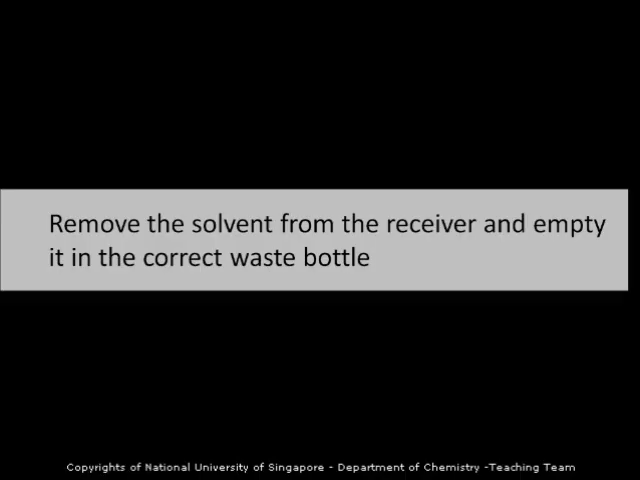 Remove the solvent from the receiver and empty
it in the correct waste bottle
Copyrights of National University of Singapore - Department of Chemistry -Teaching Team